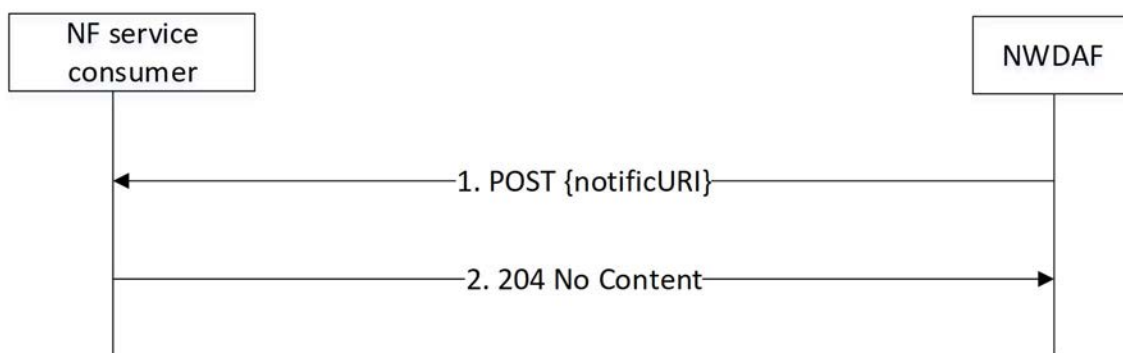 NF service
consumer
NWDAF
1. POST {notificURI}
2. 204 No Content